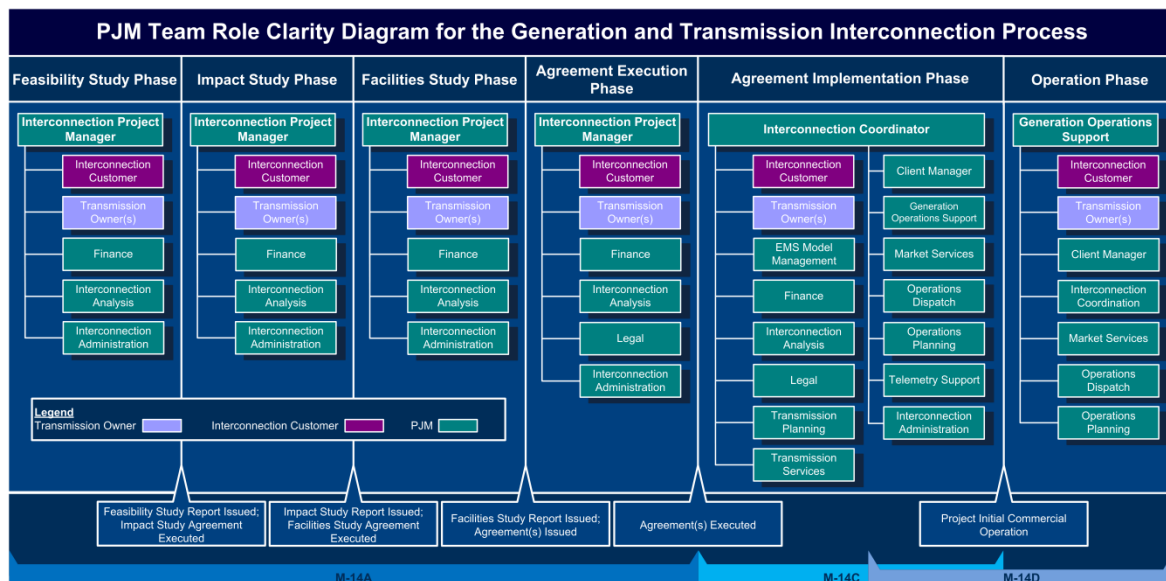 PJM Team Role Clarity Diagram for the Generation and Transmission Interconnection Process
Feasibility Study Phase
Impact Study Phase
Facilities Study Phase
Agreement Execution
Phase
Agreement Implementation Phase
Operation Phase
Interconnection Project
Manager
Interconnection
Customer
Transmission
Owner(s)
Finance
Interconnection
Analysis
Interconnection
Administration
Interconnection Project
Manager
Interconnection
Customer
Transmission
Owner(s)
Finance
Interconnection
Analysis
Interconnection
Administration
Interconnection Project
Manager
Interconnection
Customer
Transmission
Owner(s)
Finance
Interconnection
Analysis
Interconnection
Administration
Interconnection Project
Manager
Interconnection
Customer
Transmission
Owner(s)
Finance
Interconnection
Analysis
Legal
Interconnection
Administration
Interconnection Coordinator
Interconnection
Customer
Transmission
Owner(s)
EMS Model
Management
Finance
Interconnection
Analysis
Legal
Transmission
Planning
Transmission
Services
Client Manager
Generation
Operations Support
Market Services
Operations
Dispatch
Operations
Planning
Telemetry Support
Interconnection
Administration
Generation Operations
Support
Interconnection
Customer
Transmission
Owner(s)
Client Manager
Interconnection
Coordination
Market Services
Operations
Dispatch
Operations
Planning
Legend
Transmission Owner
Interconnection Customer
PJM
Feasibility Study Report Issued;
Impact Study Agreement
Executed
Impact Study Report Issued;
Facilities Study Agreement
Executed
Facilities Study Report Issued;
Agreement(s) Issued
Agreement(s) Executed
Project Initial Commercial
Operation
M-14A
M-14C
M-14D